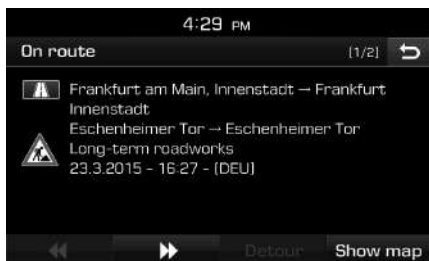 4:29 PM
On route [1/2]
Frankfurt am Main, Innenstadt → Frankfurt
Innenstadt
Eschenheimer Tor → Eschenheimer Tor
Long-term roadworks
23.3.2015 - 16:27 - [DEU]
Detour Show map